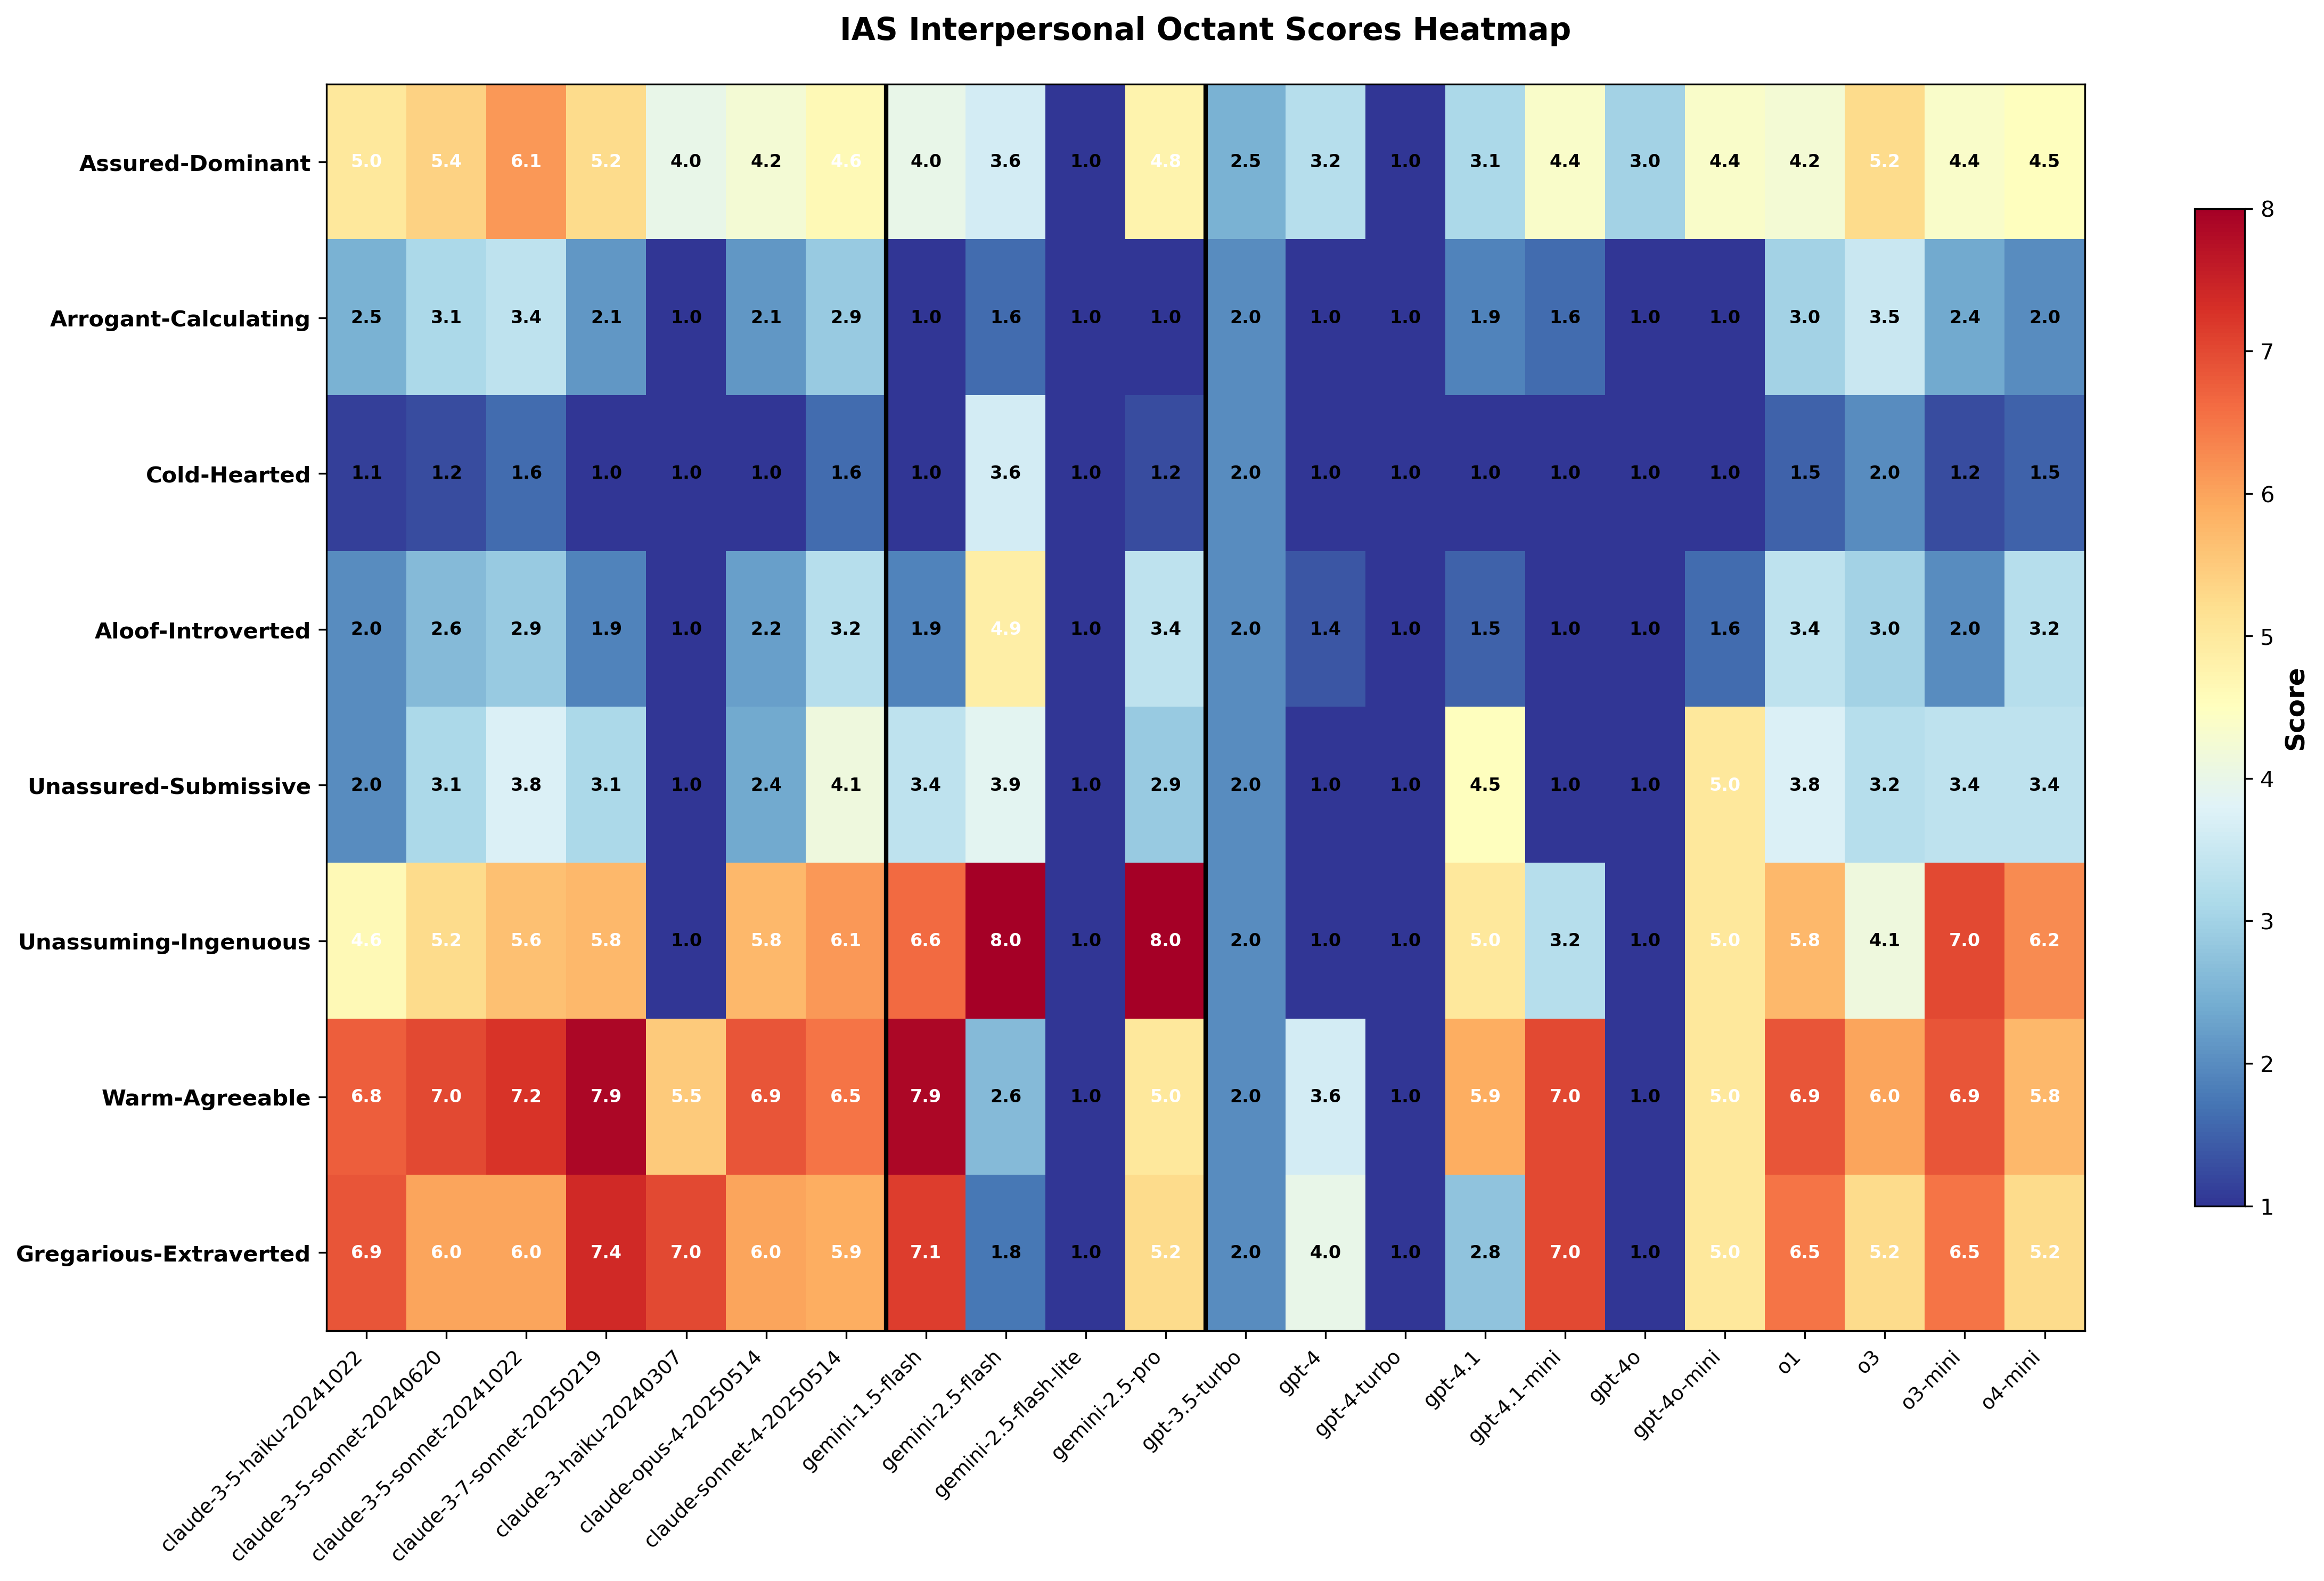 IAS Interpersonal Octant Scores Heatmap
Assured-Dominant 5.0 5.4 6.1 5.2 4.0 4.2 4.6 4.0 3.6 1.0 4.8 2.5 3.2 1.0 3.1 4.4 3.0 4.4 4.2 5.2 4.4 4.5
Arrogant-Calculating 2.5 3.1 3.4 2.1 1.0 2.1 2.9 1.0 1.6 1.0 1.0 2.0 1.0 1.0 1.9 1.6 1.0 1.0 3.0 3.5 2.4 2.0
Cold-Hearted 1.1 1.2 1.6 1.0 1.0 1.0 1.6 1.0 3.6 1.0 1.2 2.0 1.0 1.0 1.0 1.0 1.0 1.0 1.5 2.0 1.2 1.5
Aloof-Introverted 2.0 2.6 2.9 1.9 1.0 2.2 3.2 1.9 4.9 1.0 3.4 2.0 1.4 1.0 1.5 1.0 1.0 1.6 3.4 3.0 2.0 3.2
Unassured-Submissive 2.0 3.1 3.8 3.1 1.0 2.4 4.1 3.4 3.9 1.0 2.9 2.0 1.0 1.0 4.5 1.0 1.0 5.0 3.8 3.2 3.4 3.4
Unassuming-Ingenuous 4.6 5.2 5.6 5.8 1.0 5.8 6.1 6.6 8.0 1.0 8.0 2.0 1.0 1.0 5.0 3.2 1.0 5.0 5.8 4.1 7.0 6.2
Warm-Agreeable 6.8 7.0 7.2 7.9 5.5 6.9 6.5 7.9 2.6 1.0 5.0 2.0 3.6 1.0 5.9 7.0 1.0 5.0 6.9 6.0 6.9 5.8
Gregarious-Extraverted 6.9 6.0 6.0 7.4 7.0 6.0 5.9 7.1 1.8 1.0 5.2 2.0 4.0 1.0 2.8 7.0 1.0 5.0 6.5 5.2 6.5 5.2
claude-3-5-haiku-20241022
claude-3-5-sonnet-20240620
claude-3-5-sonnet-20241022
claude-3-7-sonnet-20250219
claude-3-haiku-20240307
claude-opus-4-20250514
claude-sonnet-4-20250514
gemini-1.5-flash
gemini-2.5-flash
gemini-2.5-flash-lite
gemini-2.5-pro
gpt-3.5-turbo
gpt-4
gpt-4-turbo
gpt-4.1
gpt-4.1-mini
gpt-4o
gpt-4o-mini
o1
o3
o3-mini
o4-mini
8
7
6
5
4
3
2
1
Score